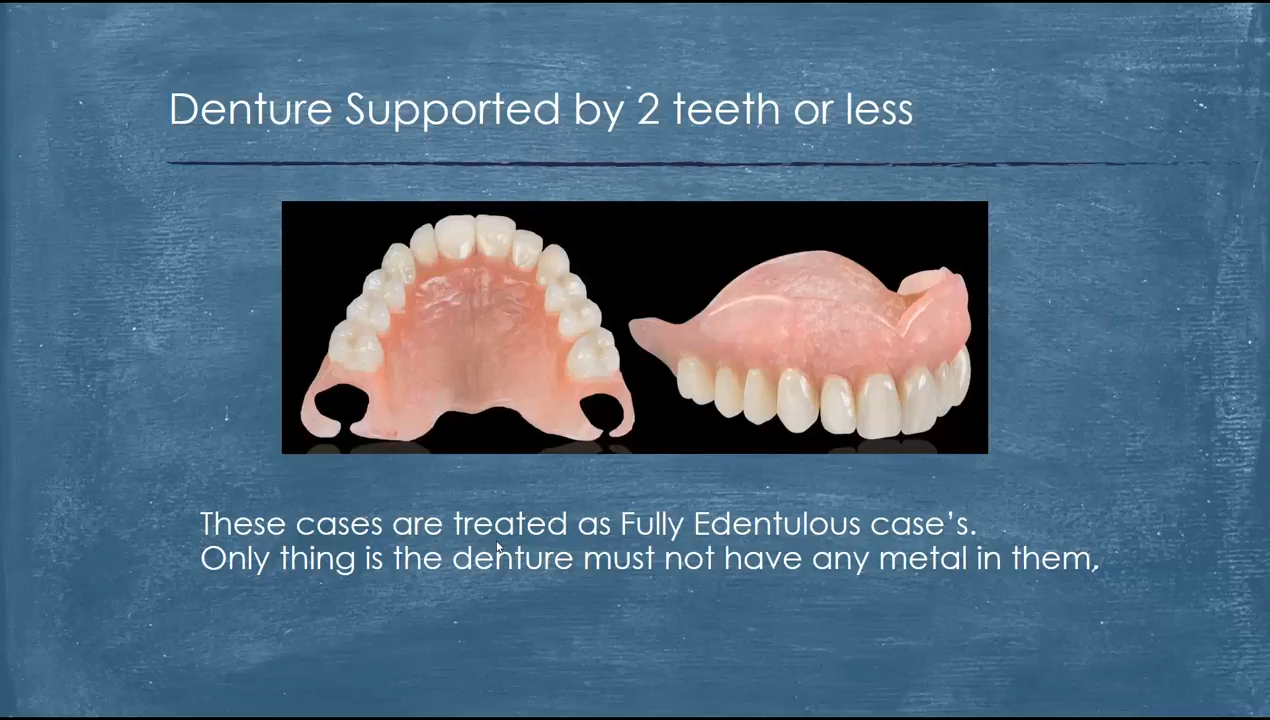 Denture Supported by 2 teeth or less
These cases are treated as Fully Edentulous case's.
Only thing is the denture must not have any metal in them,